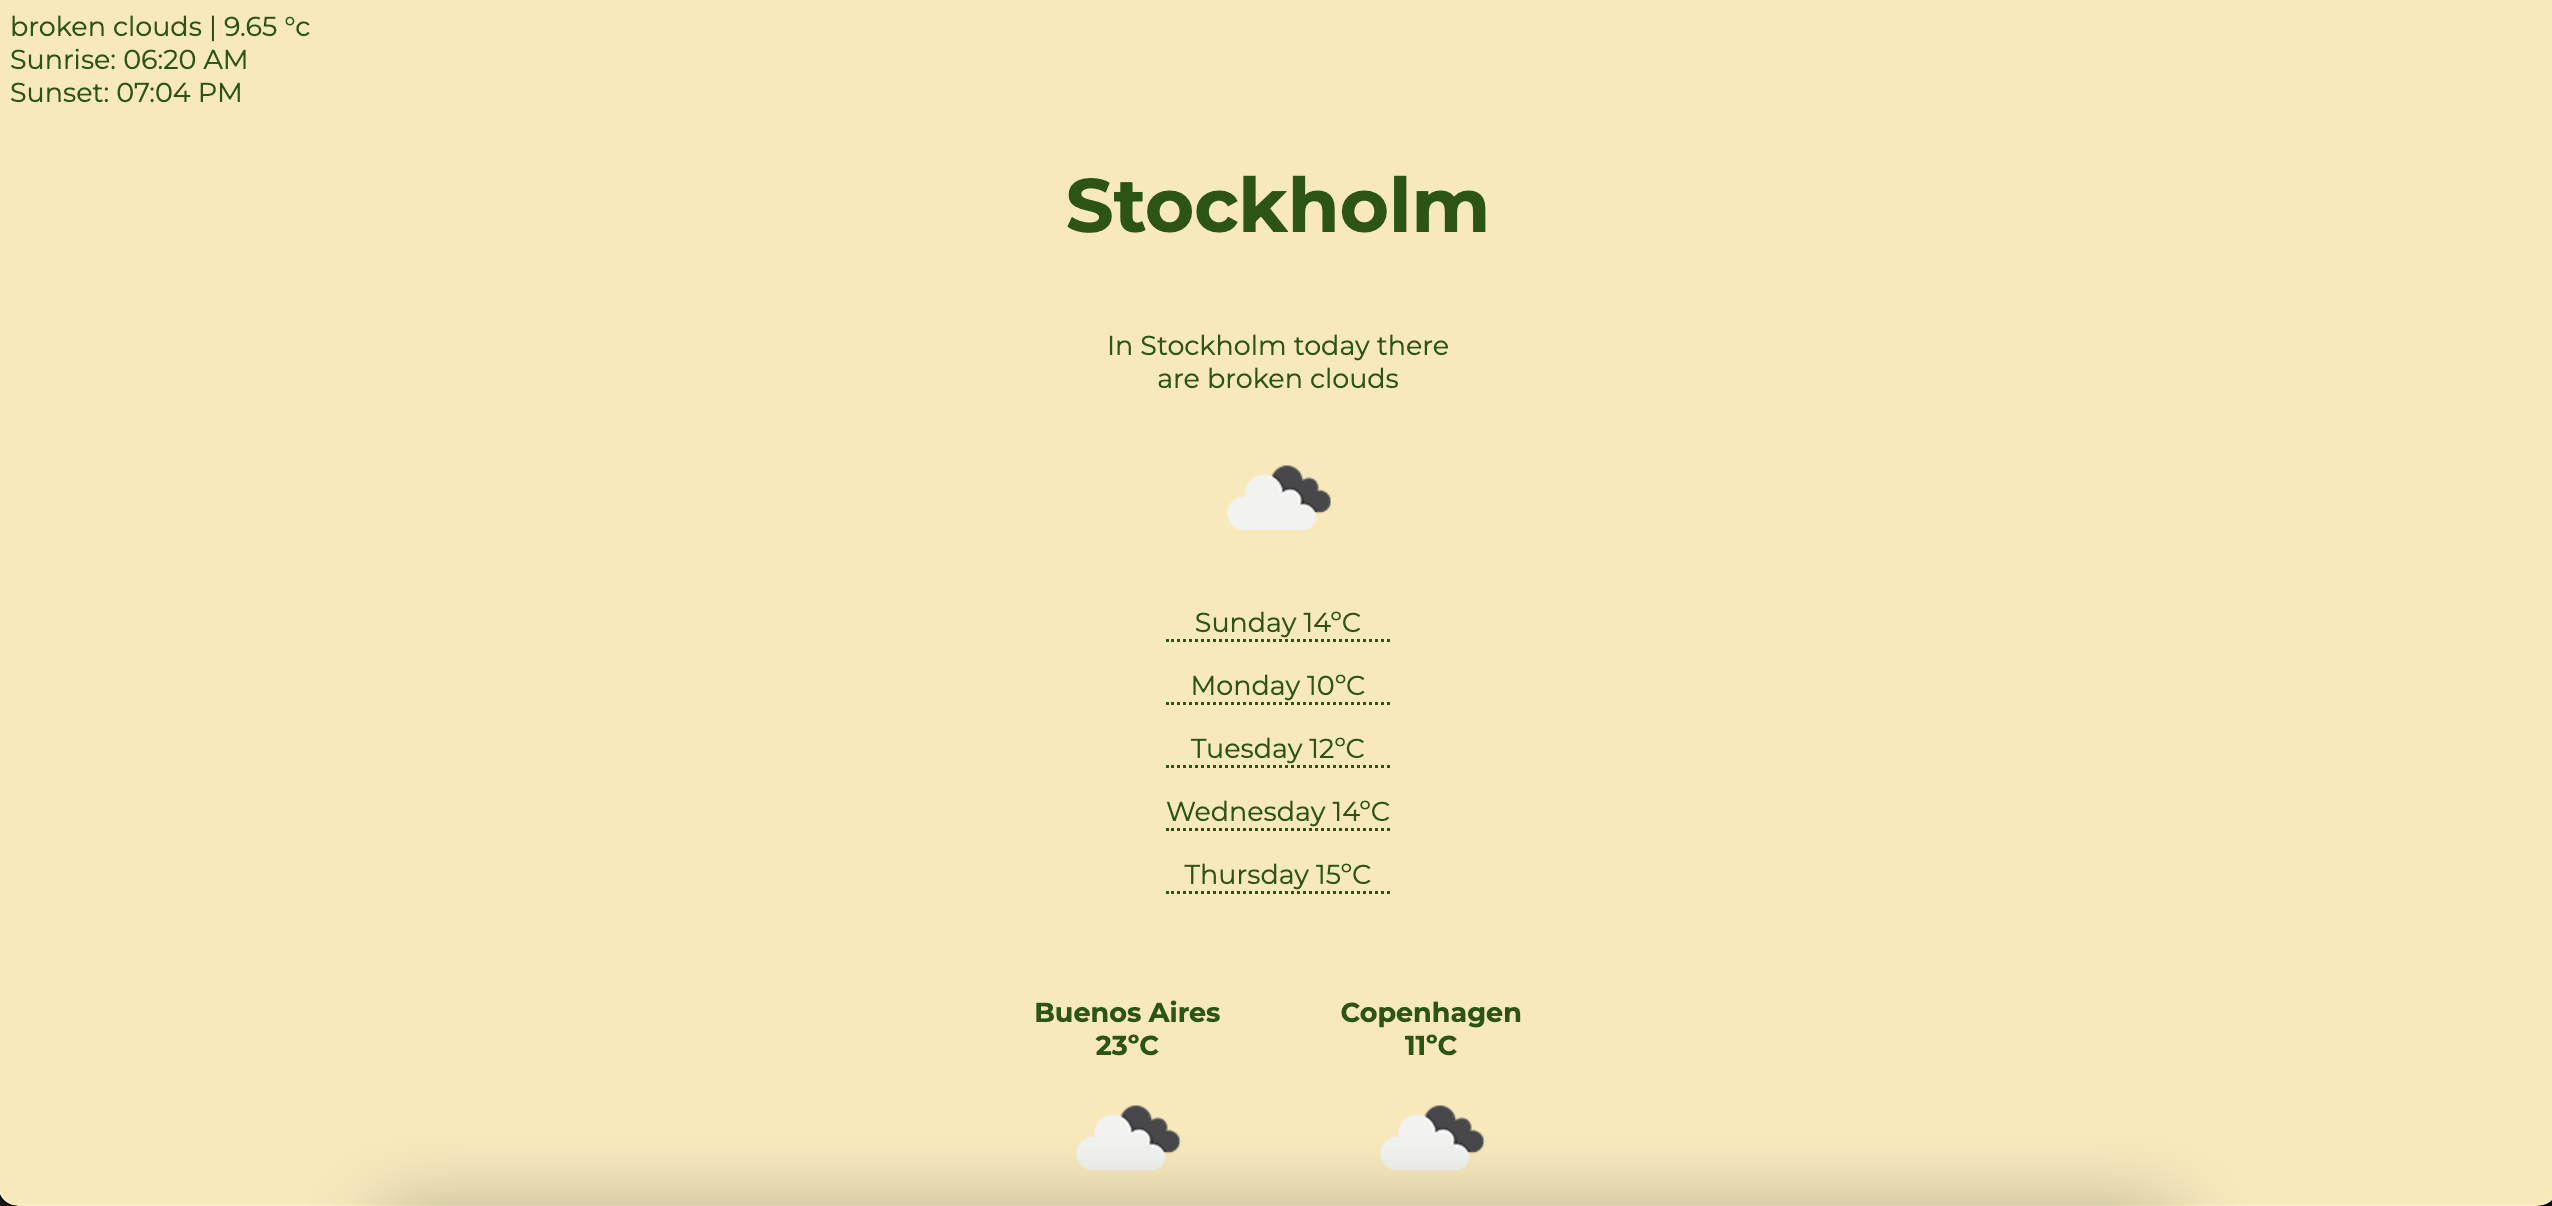 broken clouds | 9.65 °c
Sunrise: 06:20 AM
Sunset: 07:04 PM
Stockholm
In Stockholm today there
are broken clouds
Sunday 14°C
Monday 10°C
Tuesday 12°C
Wednesday 14°C
Thursday 15°C
Buenos Aires
23°C
Copenhagen
11°C